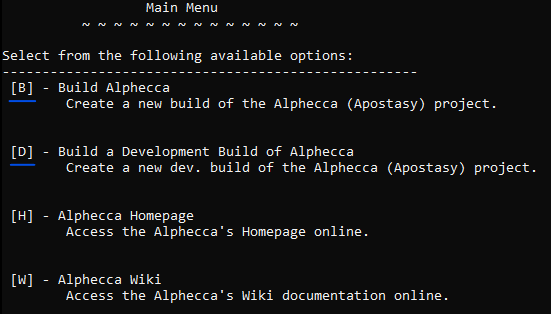 Main Menu
~ ~ ~ ~ ~ ~ ~ ~ ~ ~ ~ ~ ~ ~
Select from the following available options:
----------------------------------------------------
[B] - Build Alphecca
Create a new build of the Alphecca (Apostasy) project.
[D] - Build a Development Build of Alphecca
Create a new dev. build of the Alphecca (Apostasy) project.
[H] - Alphecca Homepage
Access the Alphecca's Homepage online.
[W] - Alphecca Wiki
Access the Alphecca's Wiki documentation online.